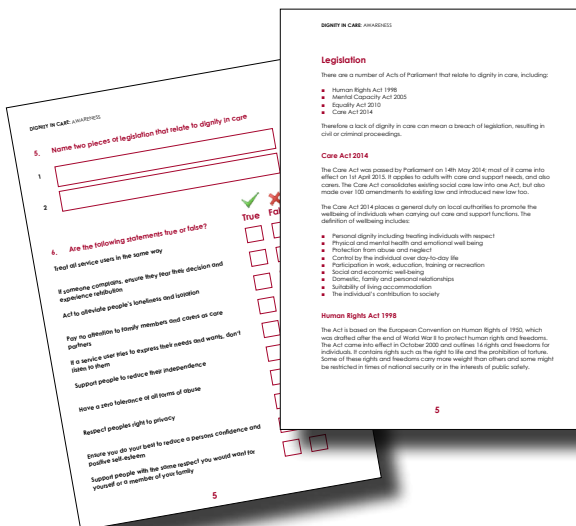 DIGNITY IN CARE: AWARENESS
5. Name two pieces of legislation that relate to dignity in care
1
2
True Fal
6. Are the following statements true or false?
Treat all service users in the same way
If someone complains, ensure they fear their decision and
experience retribution
Act to alleviate people's loneliness and isolation
Pay no attention to family members and carers as care
partners
If a service user tries to express their needs and wants, don't
listen to them
Support people to reduce their independence
Have a zero tolerance at all forms of abuse
Respect peoples right to privacy
Ensure you do your best to reduce a persons confidence and
positive self-esteem
Support people with the same respect you would want for
yourself or a member of your family
5
DIGNITY IN CARE: AWARENESS
Legislation
There are a number of Acts of Parliament that relate to dignity in care, including:
■ Human Rights Act 1998
■ Mental Capacity Act 2005
■ Equality Act 2010
■ Care Act 2014
Therefore a lack of dignity in care can mean a breach of legislation, resulting in
civil or criminal proceedings.
Care Act 2014
The Care Act was passed by Parliament on 14th May 2014; most of it came into
effect on 1st April 2015. It applies to adults with care and support needs, and also
carers. The Care Act consolidates existing social care law into one Act, but also
made over 100 amendments to existing law and introduced new law too.
The Care Act 2014 places a general duty on local authorities to promote the
wellbeing of individuals when carrying out care and support functions. The
definition of wellbeing includes:
■ Personal dignity including treating individuals with respect
■ Physical and mental health and emotional well being
■ Protection from abuse and neglect
■ Control by the individual over day-to-day life
■ Participation in work, education, training or recreation
■ Social and economic well-being
■ Domestic, family and personal relationships
■ Suitability of living accommodation
■ The individual's contribution to society
Human Rights Act 1998
The Act is based on the European Convention on Human Rights of 1950, which
was drafted after the end of World War II to protect human rights and freedoms.
The Act came into effect in October 2000 and outlines 16 rights and freedoms for
individuals. It contains rights such as the right to life and the prohibition of torture.
Some of these rights and freedoms carry more weight than others and some might
be restricted in times of national security or in the interests of public safety.
5